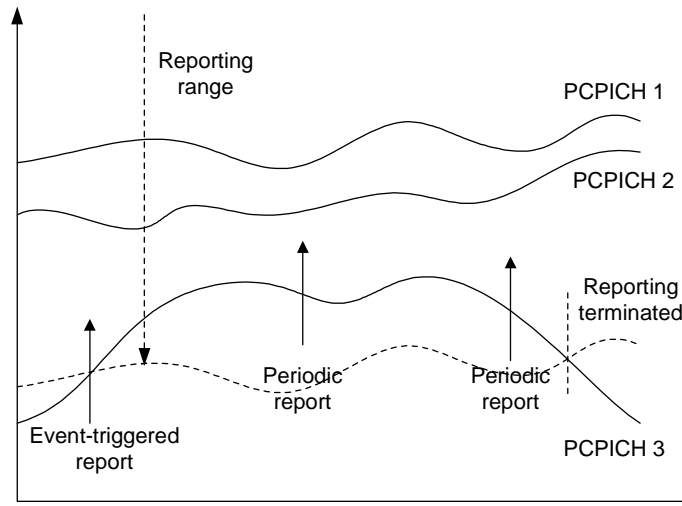 Reporting
range
PCPICH 1
PCPICH 2
Reporting
terminated
Periodic
report
Periodic
report
Event-triggered
report
PCPICH 3